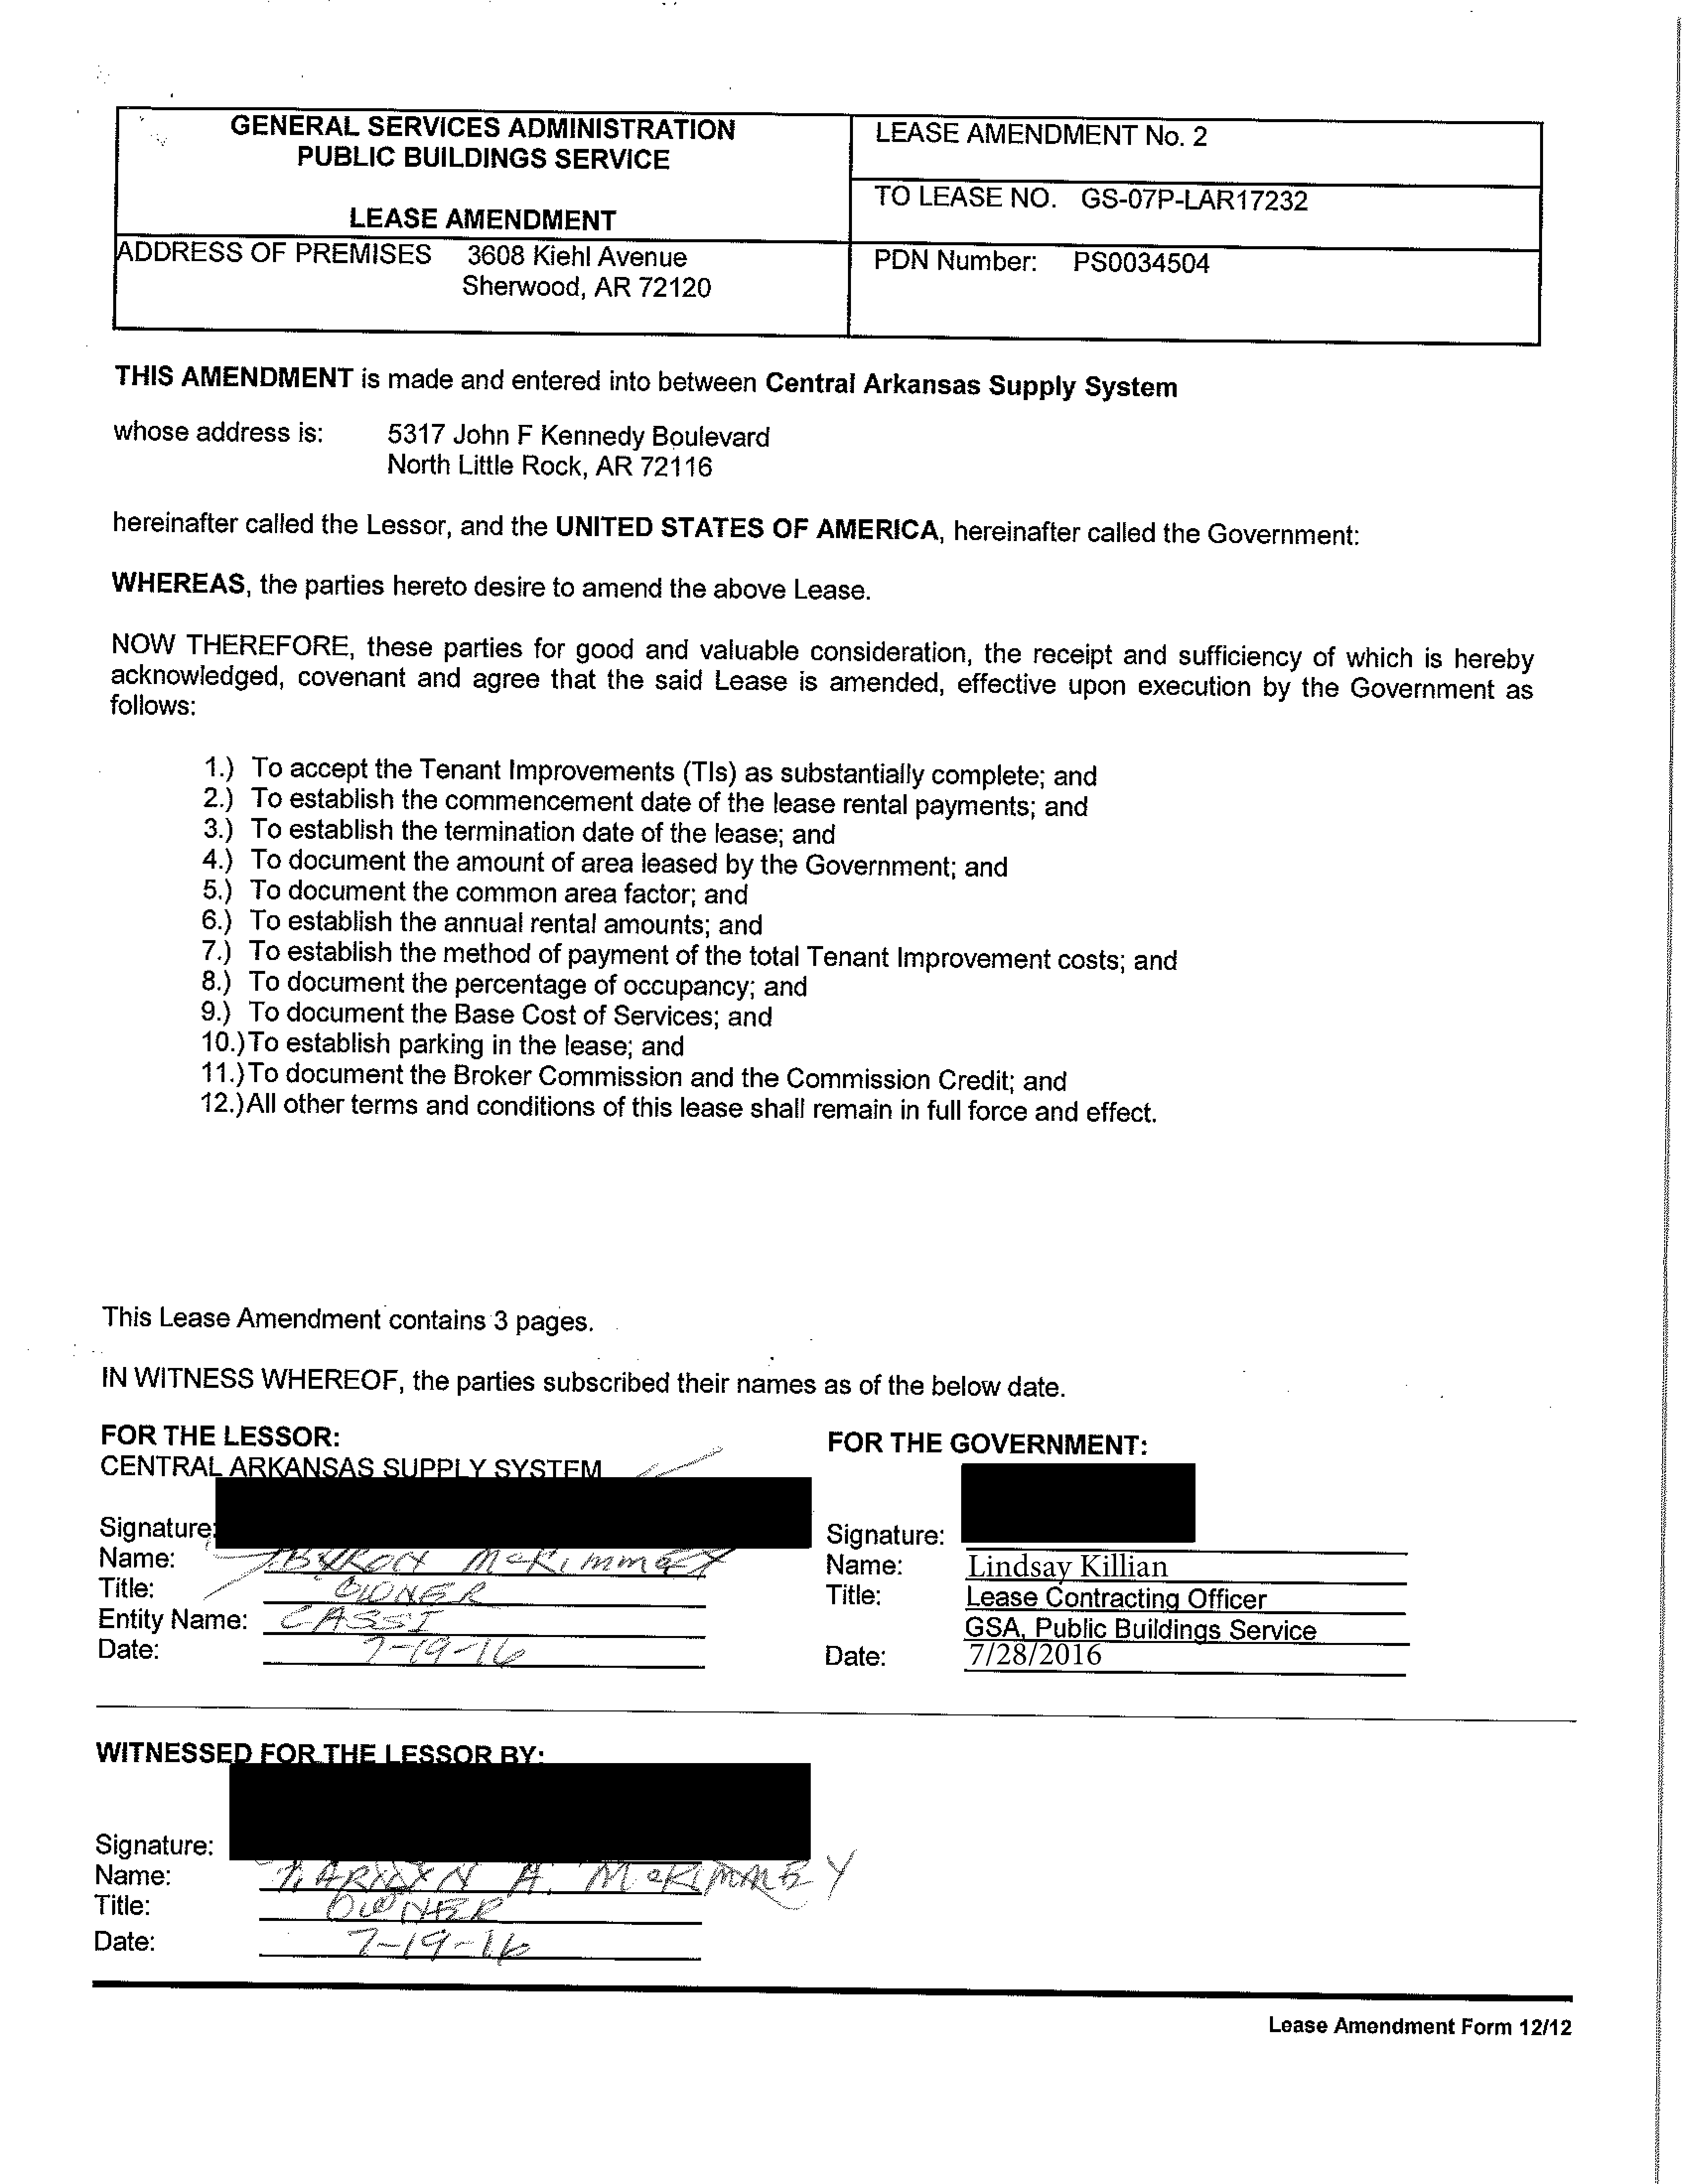 GENERAL SERVICES ADMINISTRATION
PUBLIC BUILDINGS SERVICE
LEASE AMENDMENT
LEASE AMENDMENT No. 2
TO LEASE NO. GS-07P-LAR17232
ADDRESS OF PREMISES 3608 Kiehl Avenue
Sherwood, AR 72120
PDN Number: PS0034504
THIS AMENDMENT is made and entered into between Central Arkansas Supply System
whose address is: 5317 John F Kennedy Boulevard
North Little Rock, AR 72116
hereinafter called the Lessor, and the UNITED STATES OF AMERICA, hereinafter called the Government:
WHEREAS, the parties hereto desire to amend the above Lease.
NOW THEREFORE, these parties for good and valuable consideration, the receipt and sufficiency of which is hereby
acknowledged, covenant and agree that the said Lease is amended, effective upon execution by the Government as
follows:
1.) To accept the Tenant Improvements (TIs) as substantially complete; and
2.) To establish the commencement date of the lease rental payments; and
3.) To establish the termination date of the lease; and
4.) To document the amount of area leased by the Government; and
5.) To document the common area factor; and
6.) To establish the annual rental amounts; and
7.) To establish the method of payment of the total Tenant Improvement costs; and
8.) To document the percentage of occupancy; and
9.) To document the Base Cost of Services; and
10.)To establish parking in the lease; and
11.)To document the Broker Commission and the Commission Credit; and
12.)All other terms and conditions of this lease shall remain in full force and effect.
This Lease Amendment contains 3 pages.
IN WITNESS WHEREOF, the parties subscribed their names as of the below date.
FOR THE LESSOR:
CENTRAL ARKANSAS SUPPLY SYSTEM
Signature:
Name: BYRON McKimmey
Title: OWNER
Entity Name: CASSI
Date: 7-19-16
FOR THE GOVERNMENT:
Signature:
Name: Lindsay Killian
Title: Lease Contracting Officer
GSA, Public Buildings Service
Date: 7/28/2016
WITNESSED FOR THE LESSOR BY:
Signature:
Name: A. McKIMMEY
Title: OWNER
Date: 7-19-16
Lease Amendment Form 12/12